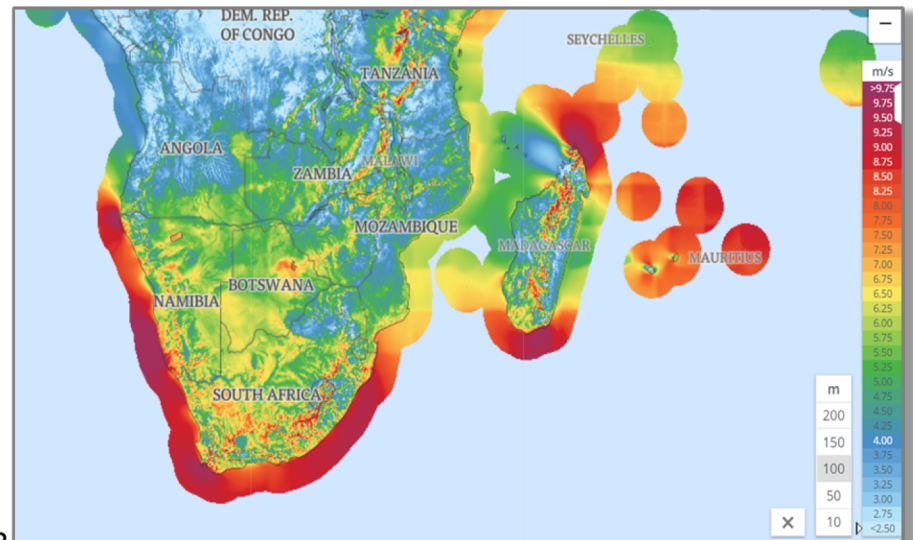 DEM. REP.
OF CONGO
SEYCHELLES
TANZANIA
ANGOLA
ZAMBIA
MALAWI
MOZAMBIQUE
MADAGASCAR
MAURITIUS
BOTSWANA
NAMIBIA
SOUTH AFRICA
−
m/s
>9.75
9.75
9.50
9.25
9.00
8.75
8.50
8.25
8.00
7.75
7.50
7.25
7.00
6.75
6.50
6.25
6.00
5.75
5.50
5.25
5.00
4.75
4.50
4.25
4.00
3.75
3.50
3.25
3.00
2.75
<2.50
m
200
150
100
50
10
×